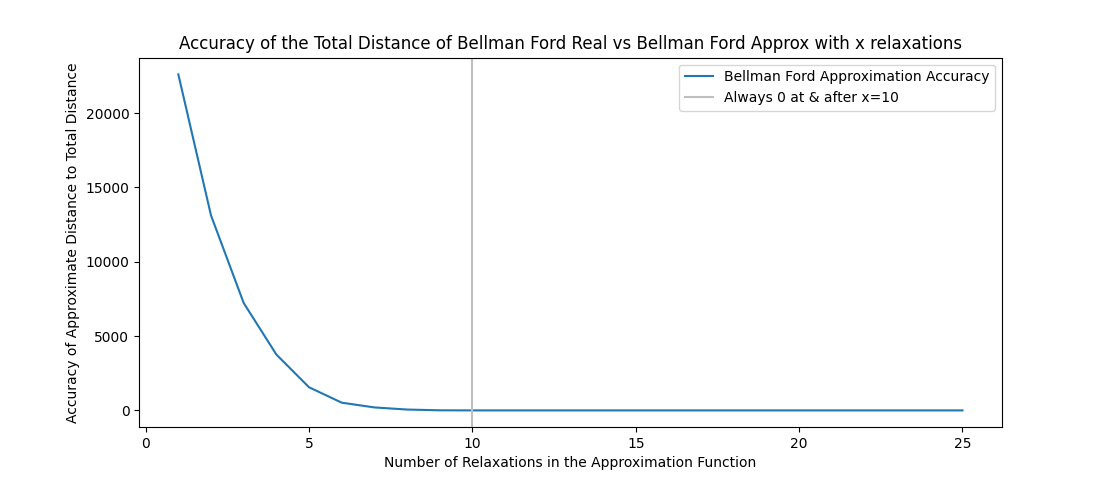 Accuracy of the Total Distance of Bellman Ford Real vs Bellman Ford Approx with x relaxations
Accuracy of Approximate Distance to Total Distance
Bellman Ford Approximation Accuracy
Always 0 at & after x=10
20000
15000
10000
5000
0
0 5 10 15 20 25
Number of Relaxations in the Approximation Function